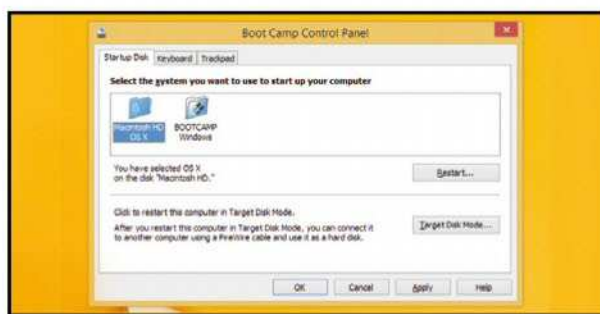 Boot Camp Control Panel
Startup Disk Keyboard Trackpad
Select the system you want to use to start up your computer
Macintosh HD OS X
BOOTCAMP Windows
You have selected OS X
on the disk "Macintosh HD."
Restart...
Click to restart this computer in Target Disk Mode.
After you restart this computer in Target Disk Mode, you can connect it
to another computer using a FireWire cable and use it as a hard disk.
Target Disk Mode...
OK Cancel Apply Help